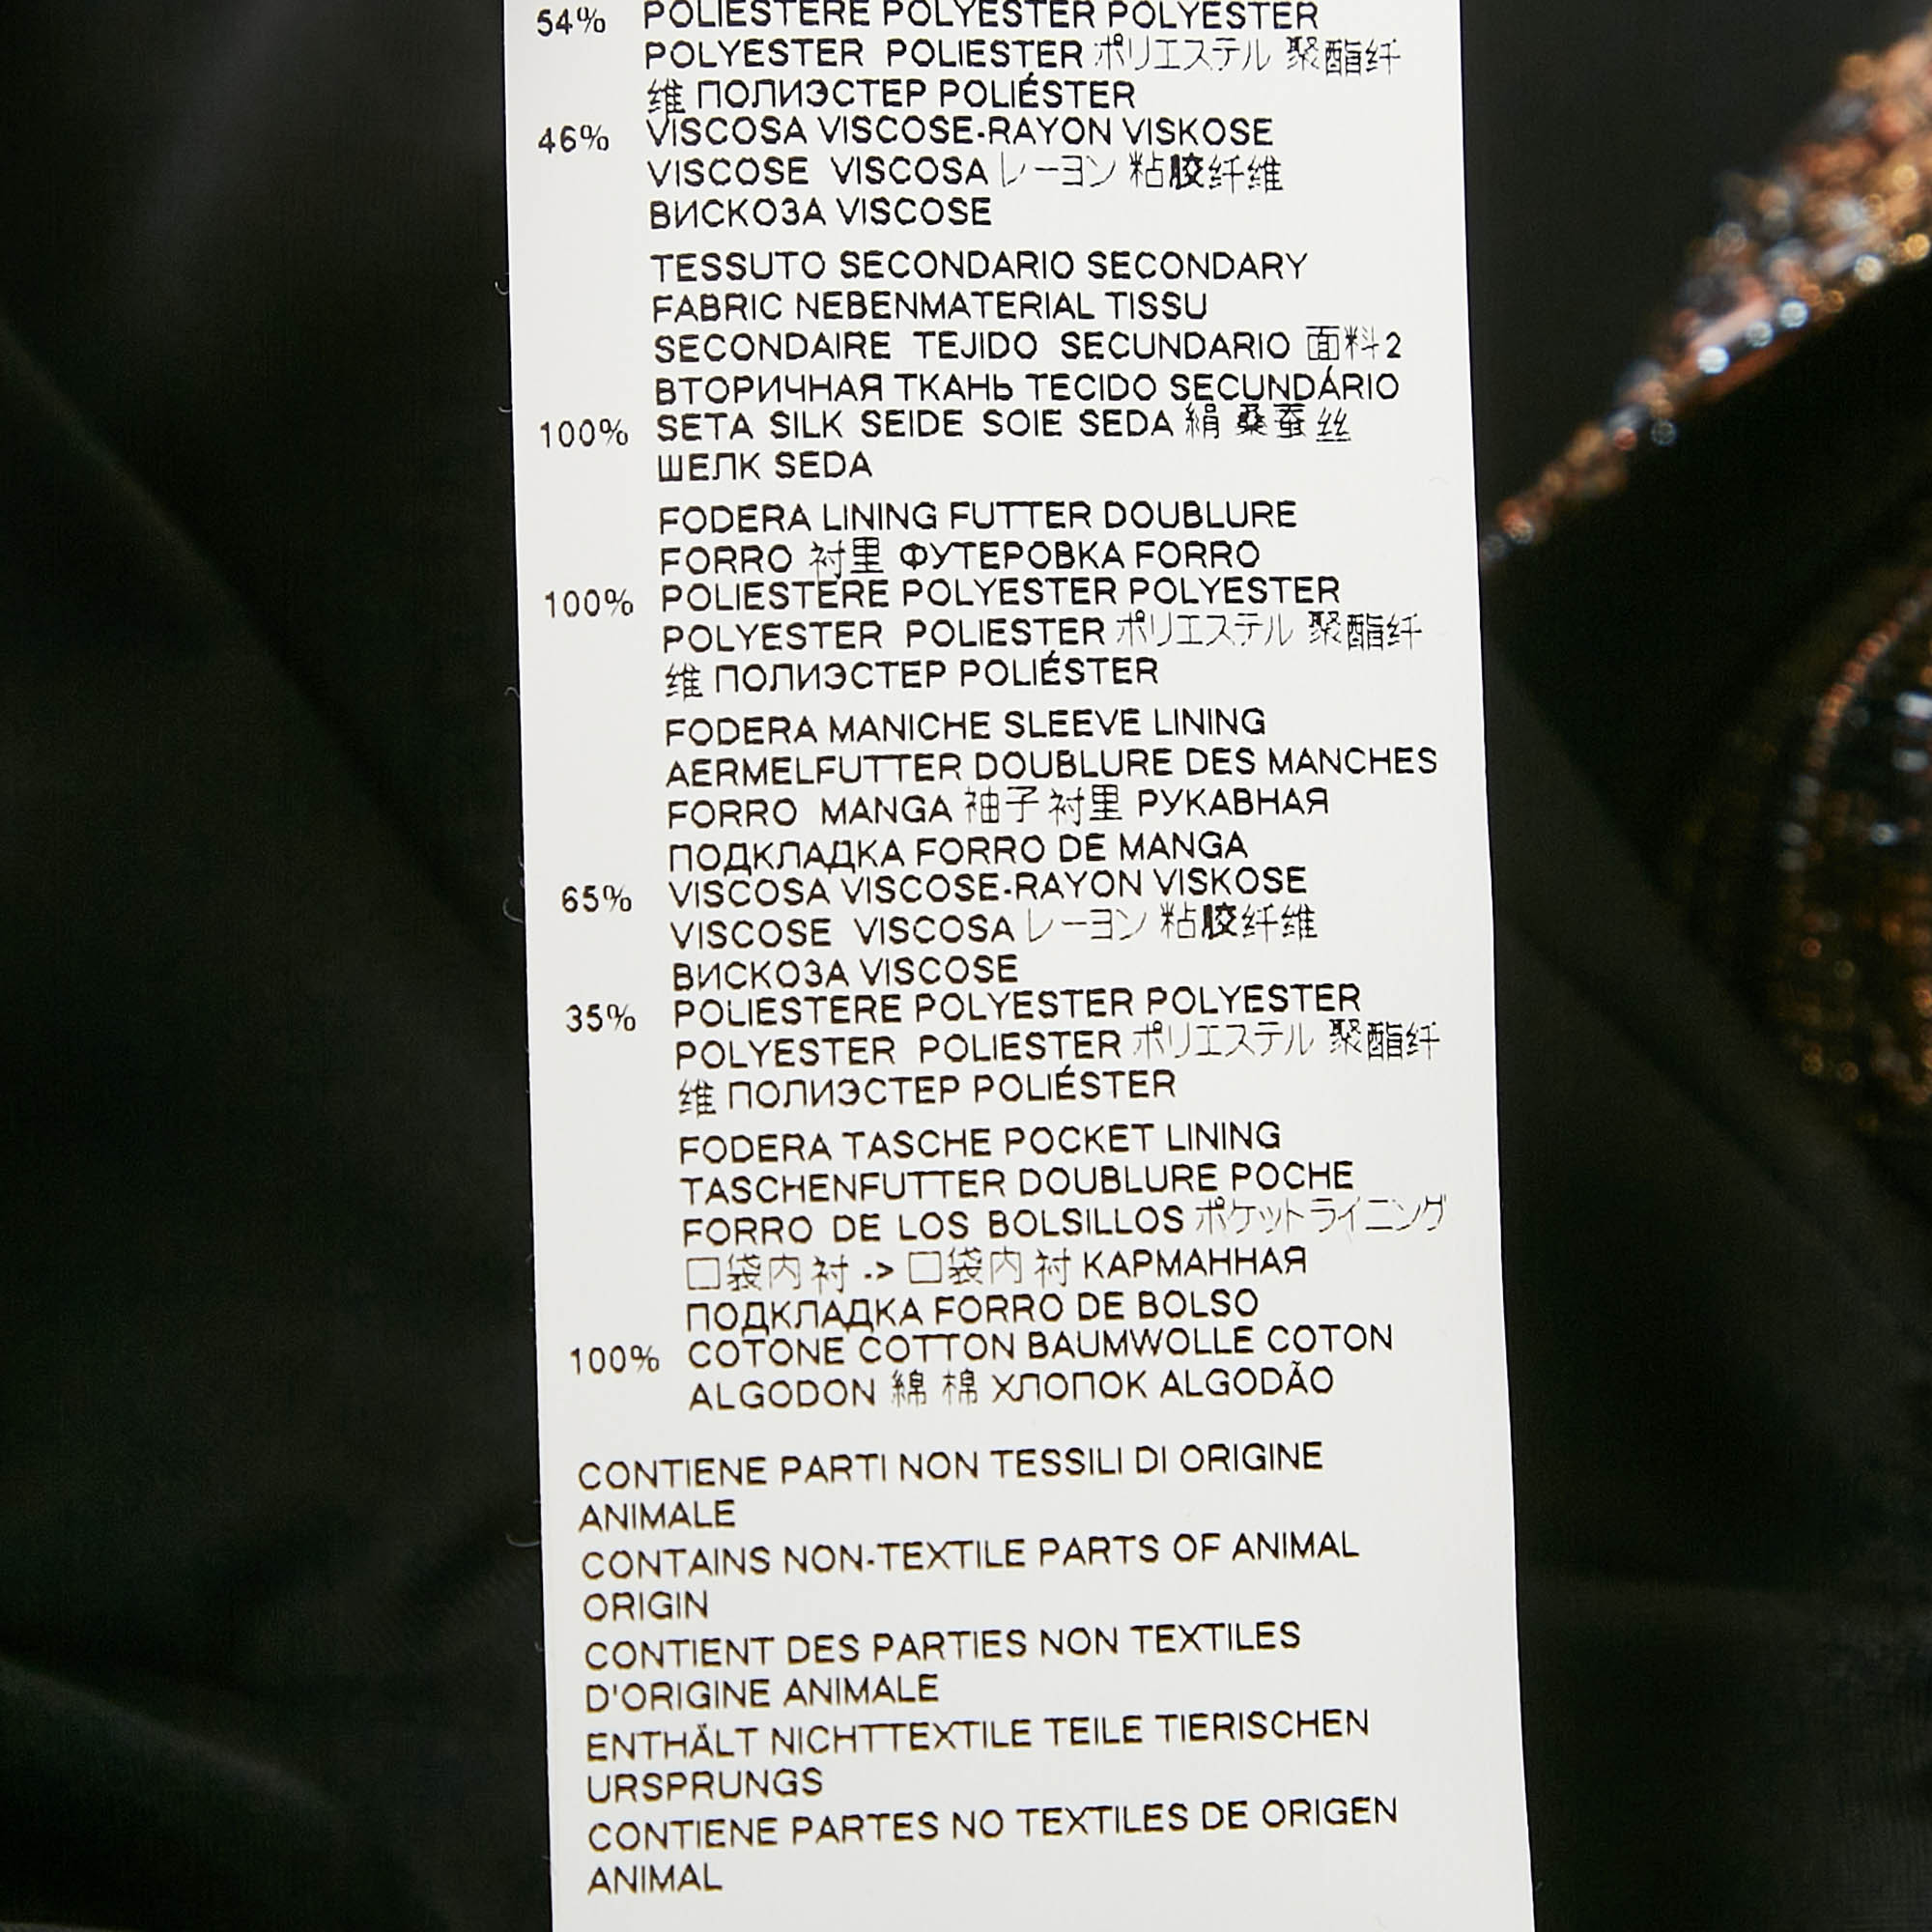 54% POLIESTERE POLYESTER POLYESTER
POLYESTER POLIESTER ポリエステル 聚酯纤
维 ПОЛИЭСТЕР POLIÉSTER
46% VISCOSA VISCOSE-RAYON VISKOSE
VISCOSE VISCOSA レーヨン 粘胶纤维
ВИСКОЗА VISCOSE
TESSUTO SECONDARIO SECONDARY
FABRIC NEBENMATERIAL TISSU
SECONDAIRE TEJIDO SECUNDARIO 面料2
ВТОРИЧНАЯ ТКАНЬ TECIDO SECUNDÁRIO
100% SETA SILK SEIDE SOIE SEDA 絹 桑蚕丝
ШЕЛК SEDA
FODERA LINING FUTTER DOUBLURE
FORRO 衬里 ФУТЕРОВКА FORRO
100% POLIESTERE POLYESTER POLYESTER
POLYESTER POLIESTER ポリエステル 聚酯纤
维 ПОЛИЭСТЕР POLIÉSTER
FODERA MANICHE SLEEVE LINING
AERMELFUTTER DOUBLURE DES MANCHES
FORRO MANGA 袖子衬里 РУКАВНАЯ
ПОДКЛАДКА FORRO DE MANGA
65% VISCOSA VISCOSE-RAYON VISKOSE
VISCOSE VISCOSA レーヨン 粘胶纤维
ВИСКОЗА VISCOSE
35% POLIESTERE POLYESTER POLYESTER
POLYESTER POLIESTER ポリエステル 聚酯纤
维 ПОЛИЭСТЕР POLIÉSTER
FODERA TASCHE POCKET LINING
TASCHENFUTTER DOUBLURE POCHE
FORRO DE LOS BOLSILLOS ポケットライニング
口袋内衬 -> 口袋内衬 КАРМАННАЯ
ПОДКЛАДКА FORRO DE BOLSO
100% COTONE COTTON BAUMWOLLE COTON
ALGODON 綿 棉 ХЛОПОК ALGODÃO
CONTIENE PARTI NON TESSILI DI ORIGINE
ANIMALE
CONTAINS NON-TEXTILE PARTS OF ANIMAL
ORIGIN
CONTIENT DES PARTIES NON TEXTILES
D'ORIGINE ANIMALE
ENTHÄLT NICHTTEXTILE TEILE TIERISCHEN
URSPRUNGS
CONTIENE PARTES NO TEXTILES DE ORIGEN
ANIMAL